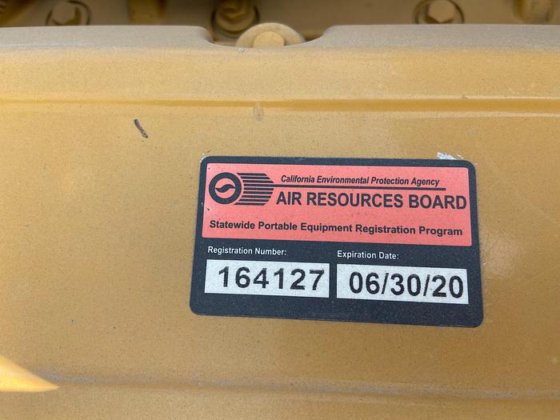 California Environmental Protection Agency
AIR RESOURCES BOARD
Statewide Portable Equipment Registration Program
Registration Number: Expiration Date:
164127 06/30/20